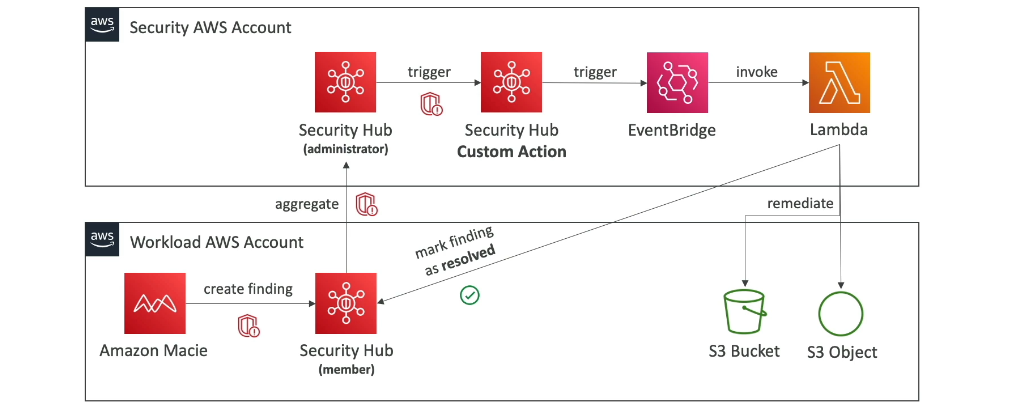 aws
Security AWS Account
trigger
trigger
invoke
Security Hub
(administrator)
Security Hub
Custom Action
EventBridge
Lambda
aggregate
remediate
aws
Workload AWS Account
mark finding
as resolved
create finding
Amazon Macie
Security Hub
(member)
S3 Bucket
S3 Object